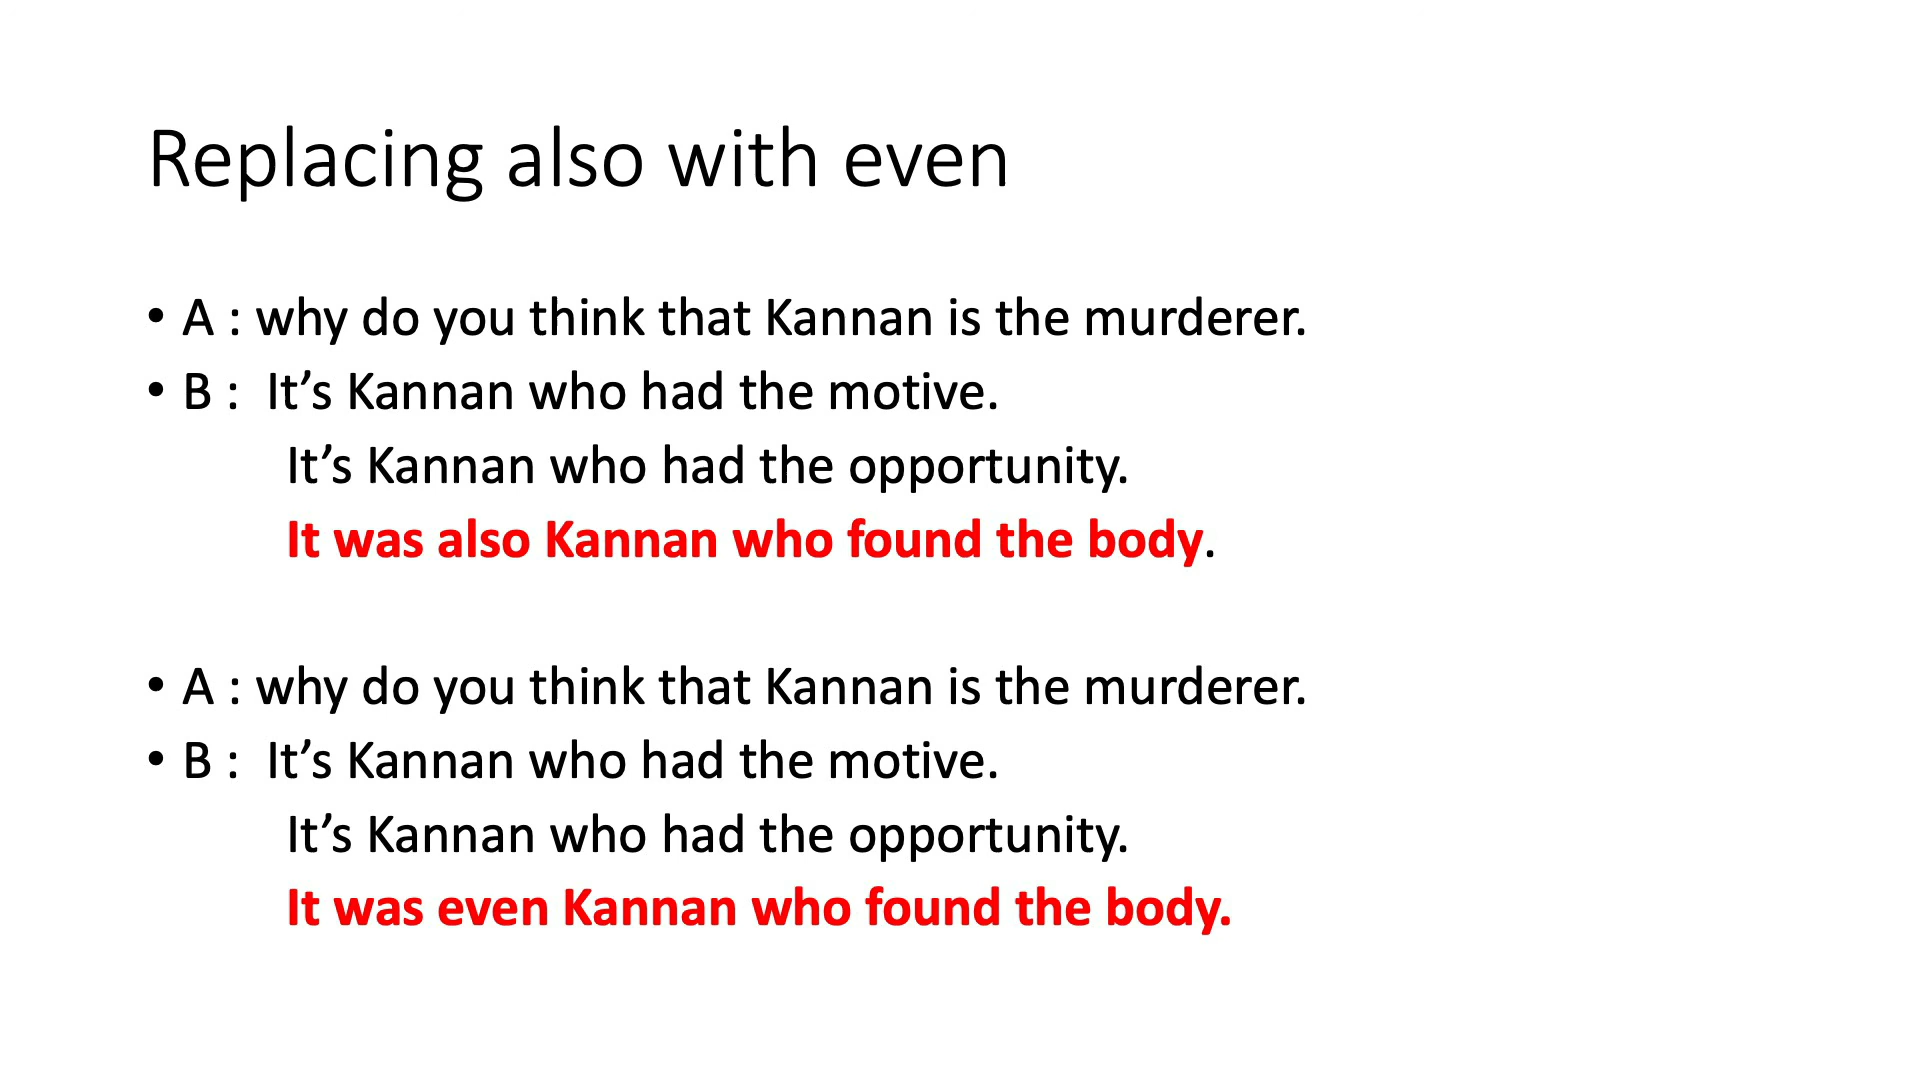 Replacing also with even
• A : why do you think that Kannan is the murderer.
• B :  It’s Kannan who had the motive.
It’s Kannan who had the opportunity.
It was also Kannan who found the body.
• A : why do you think that Kannan is the murderer.
• B :  It’s Kannan who had the motive.
It’s Kannan who had the opportunity.
It was even Kannan who found the body.